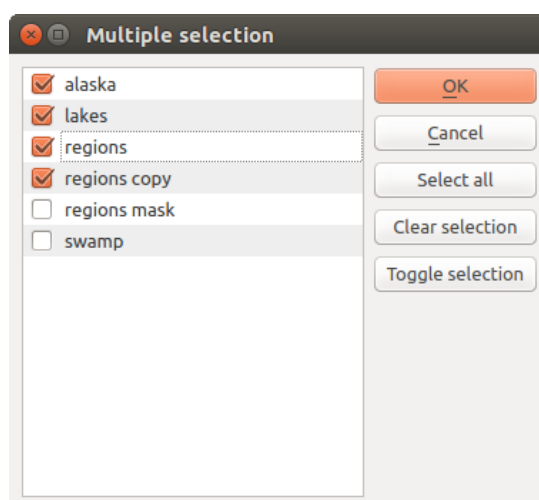 Multiple selection
alaska
lakes
regions
regions copy
regions mask
swamp
OK
Cancel
Select all
Clear selection
Toggle selection